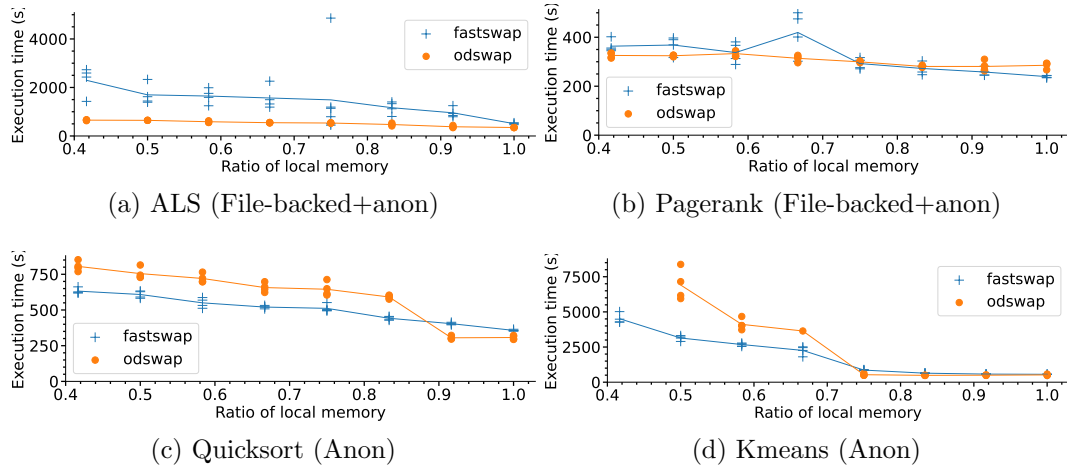 Execution time (s)
4000
2000
0
fastswap
odswap
0.4 0.5 0.6 0.7 0.8 0.9 1.0
Ratio of local memory
(a) ALS (File-backed+anon)
Execution time (s)
400
200
0
fastswap
odswap
0.4 0.5 0.6 0.7 0.8 0.9 1.0
Ratio of local memory
(b) Pagerank (File-backed+anon)
Execution time (s)
750
500
250
0
fastswap
odswap
0.4 0.5 0.6 0.7 0.8 0.9 1.0
Ratio of local memory
(c) Quicksort (Anon)
Execution time (s)
7500
5000
2500
0
fastswap
odswap
0.4 0.5 0.6 0.7 0.8 0.9 1.0
Ratio of local memory
(d) Kmeans (Anon)